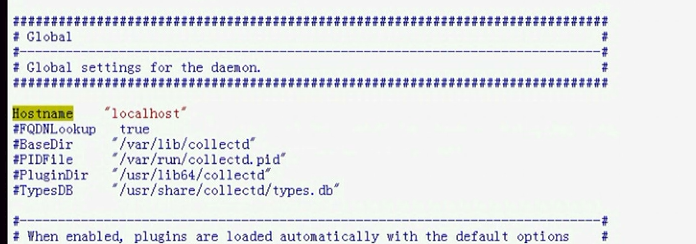 ################################################################################
# Global                                                                       #
#------------------------------------------------------------------------------#
# Global settings for the daemon.                                              #
################################################################################
Hostname    "localhost"
#FQDNLookup   true
#BaseDir     "/var/lib/collectd"
#PIDFile     "/var/run/collectd.pid"
#PluginDir   "/usr/lib64/collectd"
#TypesDB     "/usr/share/collectd/types.db"
#------------------------------------------------------------------------------#
# When enabled, plugins are loaded automatically with the default options      #